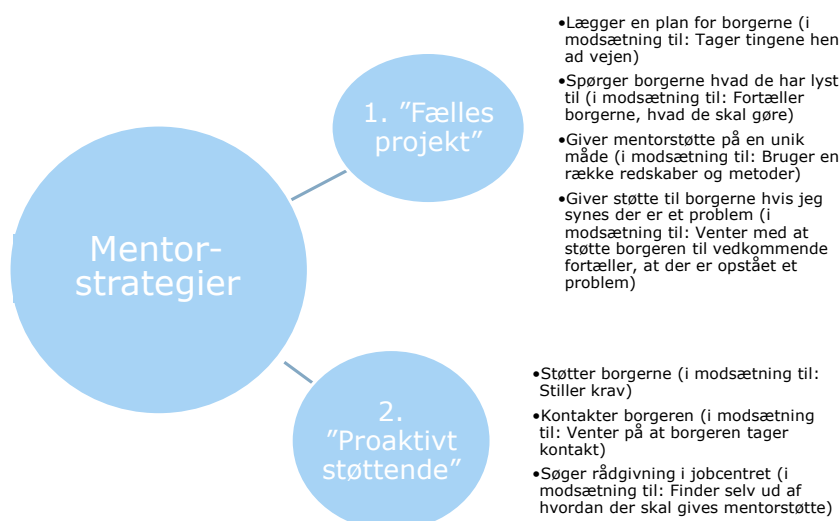 Mentor-
strategier
1. ”Fælles
projekt”
•Lægger en plan for borgerne (i
modsætning til: Tager tingene hen
ad vejen)
•Spørger borgerne hvad de har lyst
til (i modsætning til: Fortæller
borgerne, hvad de skal gøre)
•Giver mentorstøtte på en unik
måde (i modsætning til: Bruger en
række redskaber og metoder)
•Giver støtte til borgerne hvis jeg
synes der er et problem (i
modsætning til: Venter med at
støtte borgeren til vedkommende
fortæller, at der er opstået et
problem)
2.
”Proaktivt
støttende”
•Støtter borgerne (i modsætning til:
Stiller krav)
•Kontakter borgeren (i modsætning
til: Venter på at borgeren tager
kontakt)
•Søger rådgivning i jobcentret (i
modsætning til: Finder selv ud af
hvordan der skal gives mentorstøtte)